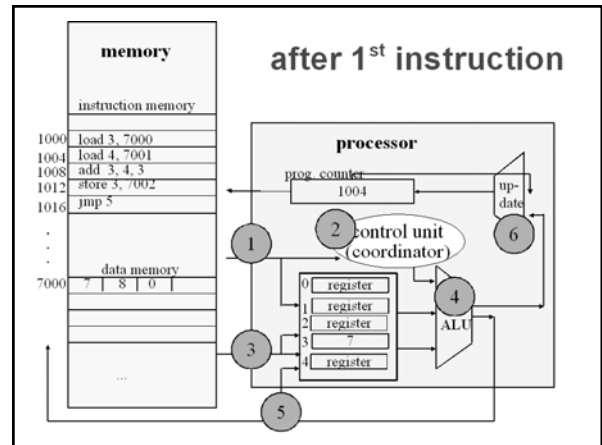 after 1st instruction
memory
instruction memory
1000 load 3, 7000
1004 load 4, 7001
1008 add 3, 4, 3
1012 store 3, 7002
1016 jmp 5
.
.
.
data memory
7000 7 8 0
...
processor
prog. counter
1004
up-
date
6
2
control unit
(coordinator)
1
0 register
1 register
2 register
3 7
4 register
4
ALU
3
5